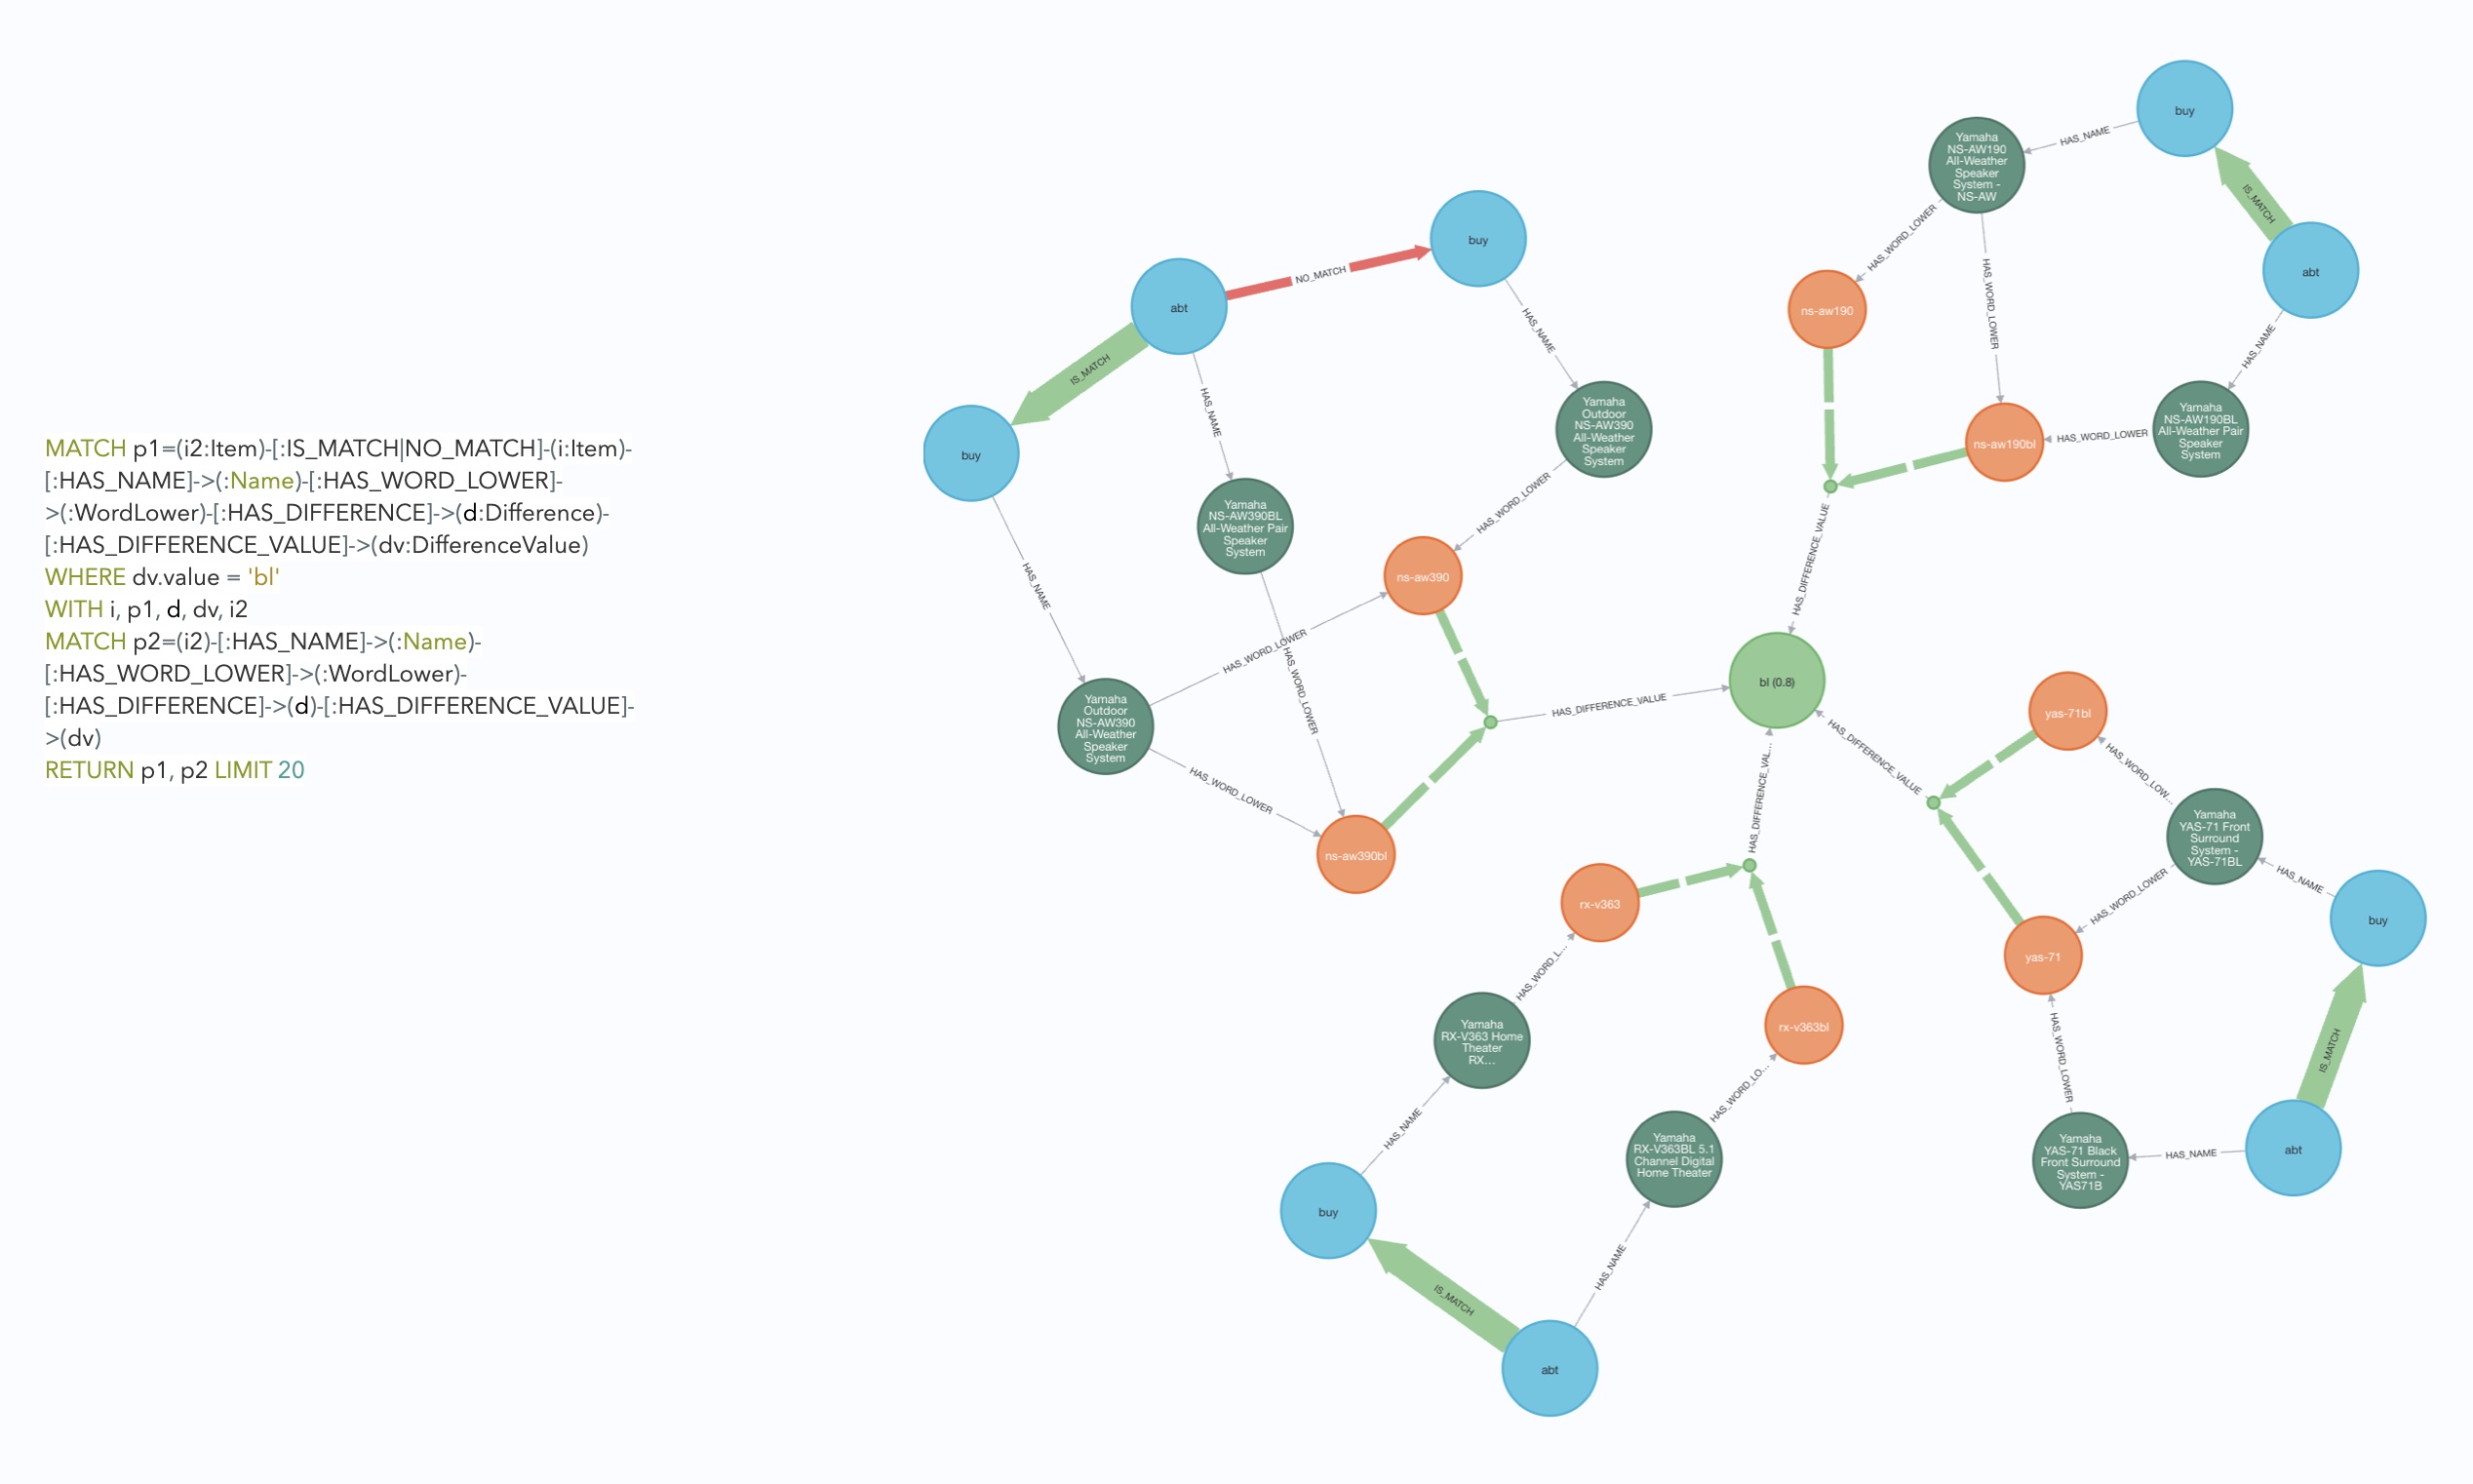 MATCH p1=(i2:Item)-[:IS_MATCH|NO_MATCH]-(i:Item)-
[:HAS_NAME]->(:Name)-[:HAS_WORD_LOWER]-
>(:WordLower)-[:HAS_DIFFERENCE]->(d:Difference)-
[:HAS_DIFFERENCE_VALUE]->(dv:DifferenceValue)
WHERE dv.value = 'bl'
WITH i, p1, d, dv, i2
MATCH p2=(i2)-[:HAS_NAME]->(:Name)-
[:HAS_WORD_LOWER]->(:WordLower)-
[:HAS_DIFFERENCE]->(d)-[:HAS_DIFFERENCE_VALUE]-
>(dv)
RETURN p1, p2 LIMIT 20
buy
abt
NO_MATCH
IS_MATCH
buy
HAS_NAME
HAS_NAME
HAS_NAME
Yamaha
Outdoor
NS-AW390
All-Weather
Speaker
System
Yamaha
NS-AW390BL
All-Weather Pair
Speaker
System
HAS_WORD_LOWER
ns-aw390
HAS_WORD_LOWER
HAS_WORD_LOWER
Yamaha
Outdoor
NS-AW390
All-Weather
Speaker
System
HAS_WORD_LOWER
ns-aw390bl
HAS_DIFFERENCE_VALUE
buy
HAS_NAME
Yamaha
NS-AW190
All-Weather
Speaker
System -
NS-AW
IS_MATCH
abt
HAS_WORD_LOWER
HAS_WORD_LOWER
ns-aw190
HAS_NAME
Yamaha
NS-AW190BL
All-Weather Pair
Speaker
System
HAS_WORD_LOWER
ns-aw190bl
HAS_DIFFERENCE_VALUE
bl (0.8)
yas-71bl
HAS_DIFFERENCE_VALUE
HAS_WORD_LOW...
Yamaha
YAS-71 Front
Surround
System -
YAS-71BL
HAS_NAME
buy
HAS_WORD_LOWER
yas-71
IS_MATCH
HAS_WORD_LOWER
Yamaha
YAS-71 Black
Front Surround
System -
YAS71B
HAS_NAME
abt
HAS_DIFFERENCE_VAL...
rx-v363
HAS_WORD_L...
Yamaha
RX-V363 Home
Theater
RX...
rx-v363bl
HAS_WORD_LO...
Yamaha
RX-V363BL 5.1
Channel Digital
Home Theater
HAS_NAME
buy
HAS_NAME
IS_MATCH
abt